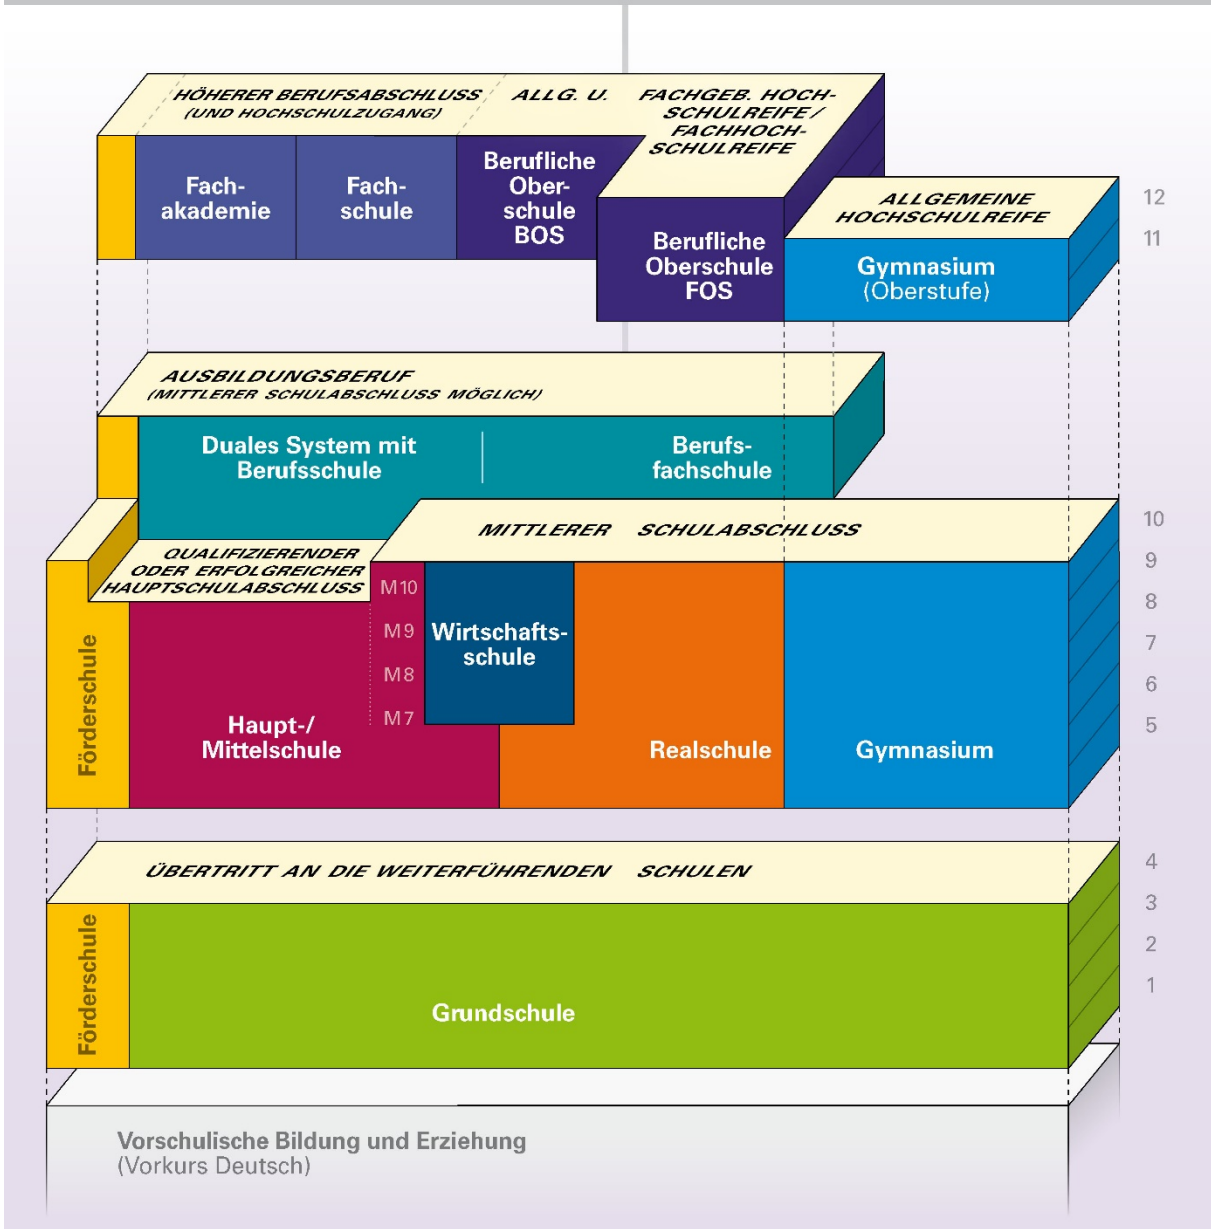 HÖHERER BERUFSABSCHLUSS
(UND HOCHSCHULZUGANG)
ALLG. U.
FACHGEB. HOCH-
SCHULREIFE /
FACHHOCH-
SCHULREIFE
Fach-
akademie
Fach-
schule
Berufliche
Ober-
schule
BOS
Berufliche
Oberschule
FOS
ALLGEMEINE
HOCHSCHULREIFE
Gymnasium
(Oberstufe)
12
11
AUSBILDUNGSBERUF
(MITTLERER SCHULABSCHLUSS MÖGLICH)
Duales System mit
Berufsschule
Berufs-
fachschule
MITTLERER SCHULABSCHLUSS
QUALIFIZIERENDER
ODER ERFOLGREICHER
HAUPTSCHULABSCHLUSS
M10
M9
M8
M7
Förderschule
Haupt-/
Mittelschule
Wirtschafts-
schule
Realschule
Gymnasium
10
9
8
7
6
5
ÜBERTRITT AN DIE WEITERFÜHRENDEN SCHULEN
Förderschule
Grundschule
4
3
2
1
Vorschulische Bildung und Erziehung
(Vorkurs Deutsch)